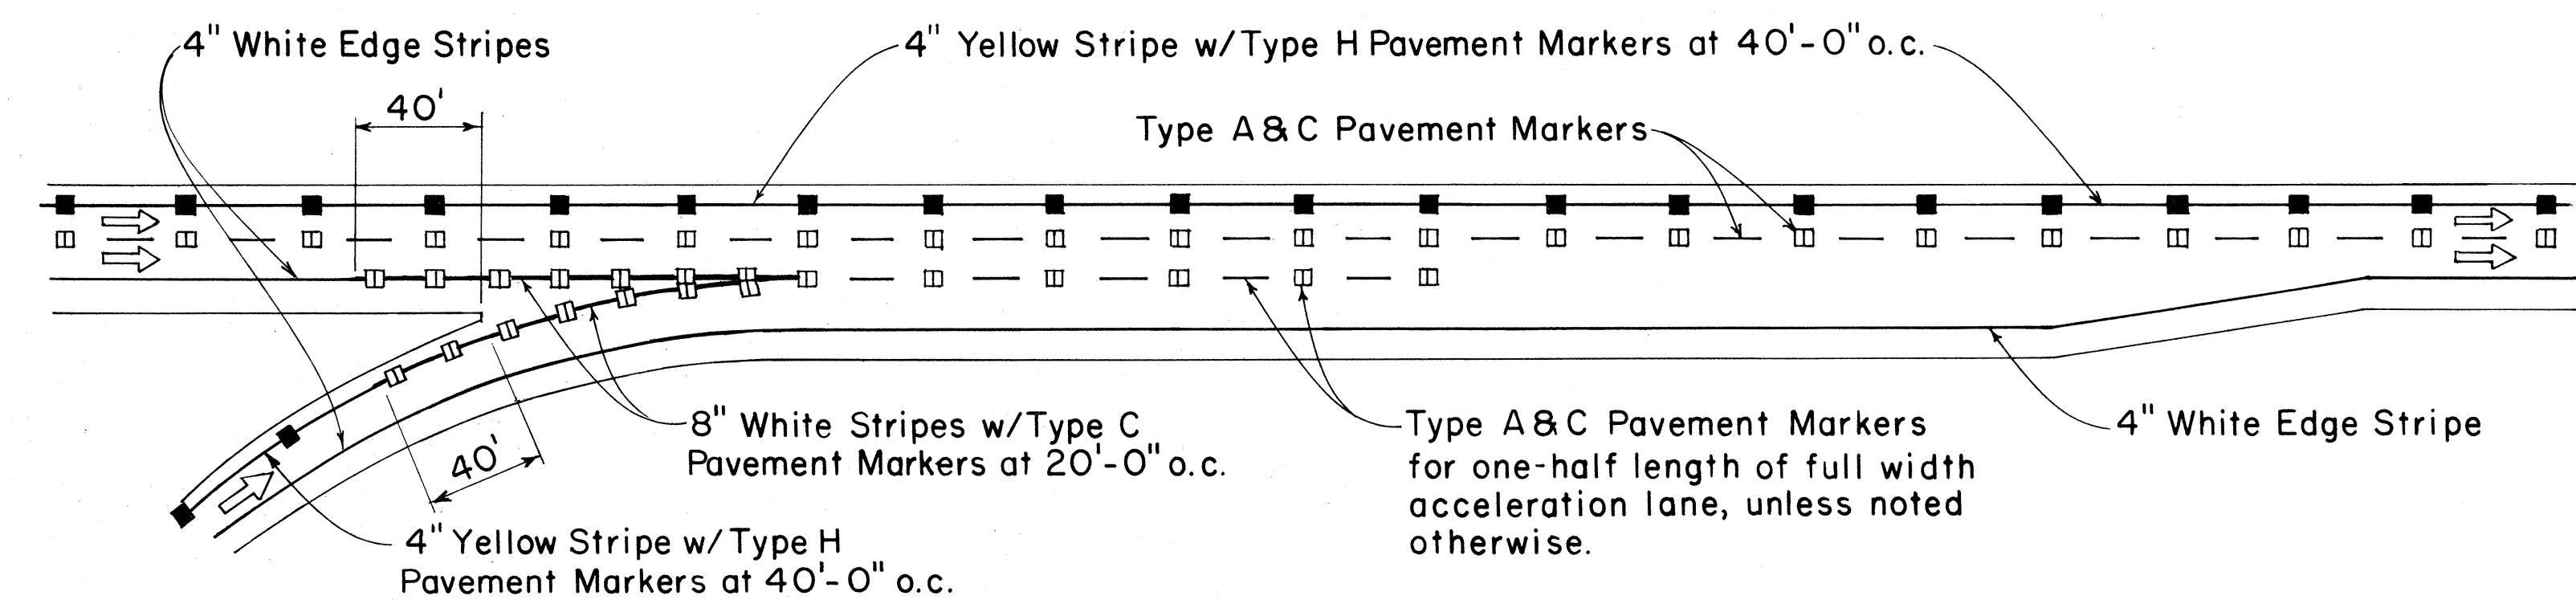 4" White Edge Stripes
4" Yellow Stripe w/Type H Pavement Markers at 40'-0" o.c.
40'
Type A & C Pavement Markers
8" White Stripes w/Type C
Pavement Markers at 20'-0" o.c.
40'
4" Yellow Stripe w/Type H
Pavement Markers at 40'-0" o.c.
Type A & C Pavement Markers
for one-half length of full width
acceleration lane, unless noted
otherwise.
4" White Edge Stripe